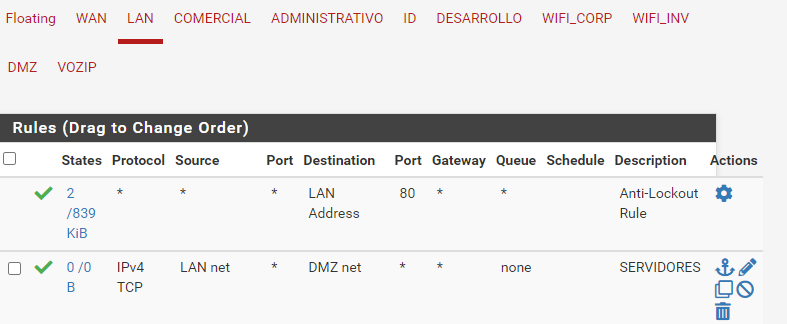 Floating WAN LAN COMERCIAL ADMINISTRATIVO ID DESARROLLO WIFI_CORP WIFI_INV
DMZ VOZIP
Rules (Drag to Change Order)
States Protocol Source Port Destination Port Gateway Queue Schedule Description Actions
2 * * * LAN 80 * * Anti-Lockout
/839 Address Rule
KiB
0 /0 IPv4 LAN net * DMZ net * * none SERVIDORES
B TCP